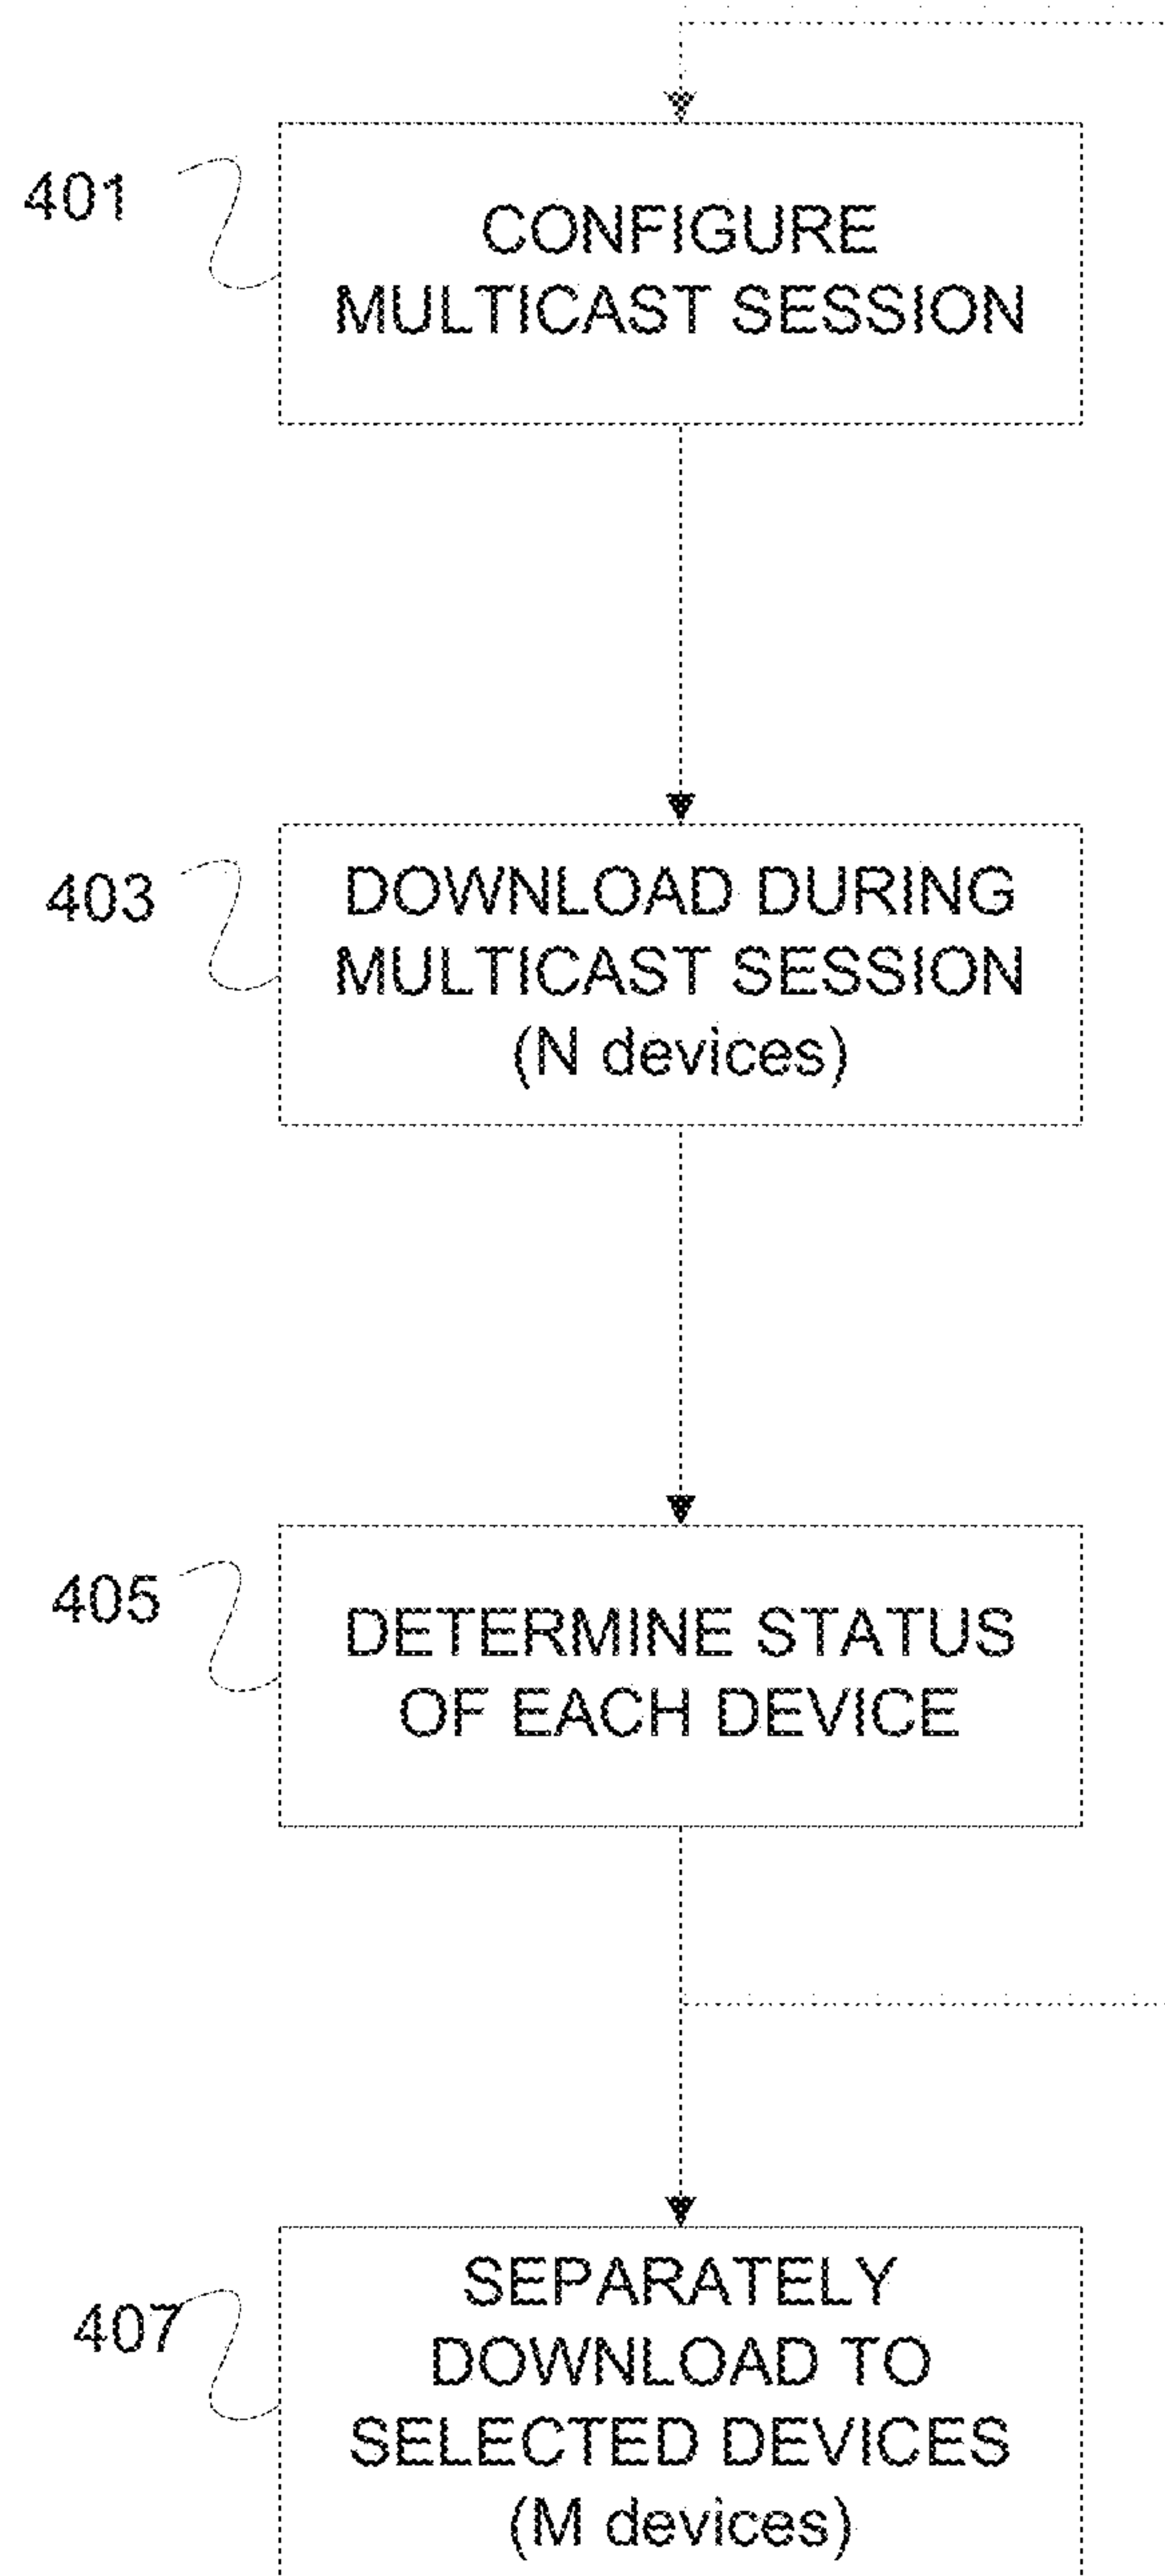 401
CONFIGURE
MULTICAST SESSION
403
DOWNLOAD DURING
MULTICAST SESSION
(N devices)
405
DETERMINE STATUS
OF EACH DEVICE
407
SEPARATELY
DOWNLOAD TO
SELECTED DEVICES
(M devices)